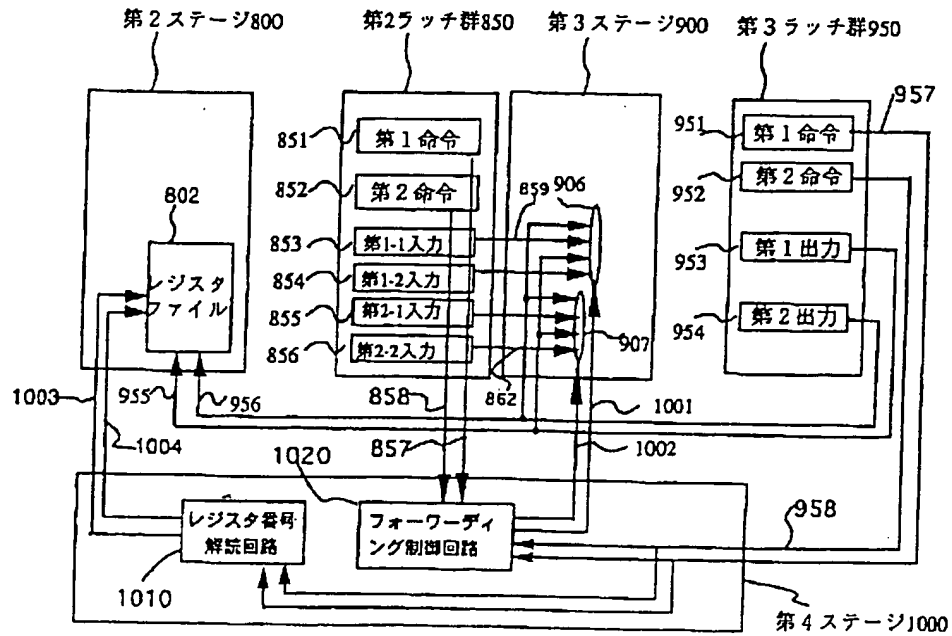 第2ステージ800
第2ラッチ群850
第3ステージ900
第3ラッチ群950
957
851
第1命令
852
第2命令
853
第1-1入力
854
第1-2入力
855
第2-1入力
856
第2-2入力
859
906
907
862
951
第1命令
952
第2命令
953
第1出力
954
第2出力
802
レジスタ
ファイル
1003
955
956
1004
858
857
1001
1002
1020
レジスタ番号
解読回路
フォーワーディ
ング制御回路
958
1010
第4ステージ1000